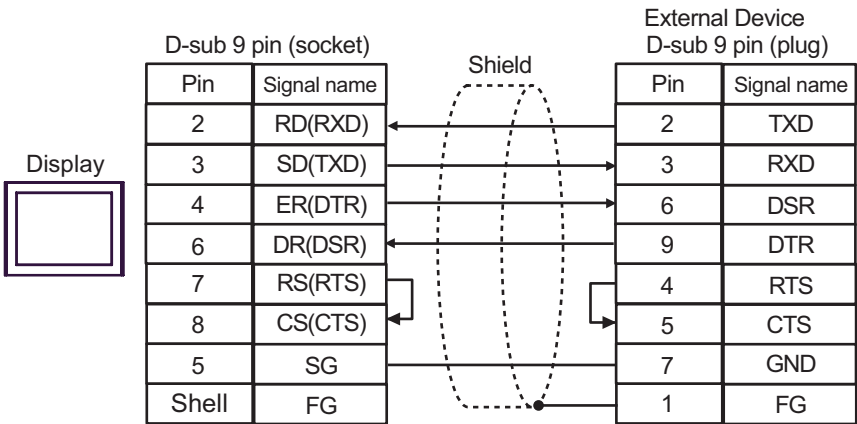 External Device
D-sub 9 pin (socket)
D-sub 9 pin (plug)
Shield
Pin Signal name Pin Signal name
2 RD(RXD) 2 TXD
Display
3 SD(TXD) 3 RXD
4 ER(DTR) 6 DSR
6 DR(DSR) 9 DTR
7 RS(RTS) 4 RTS
8 CS(CTS) 5 CTS
5 SG 7 GND
Shell FG 1 FG